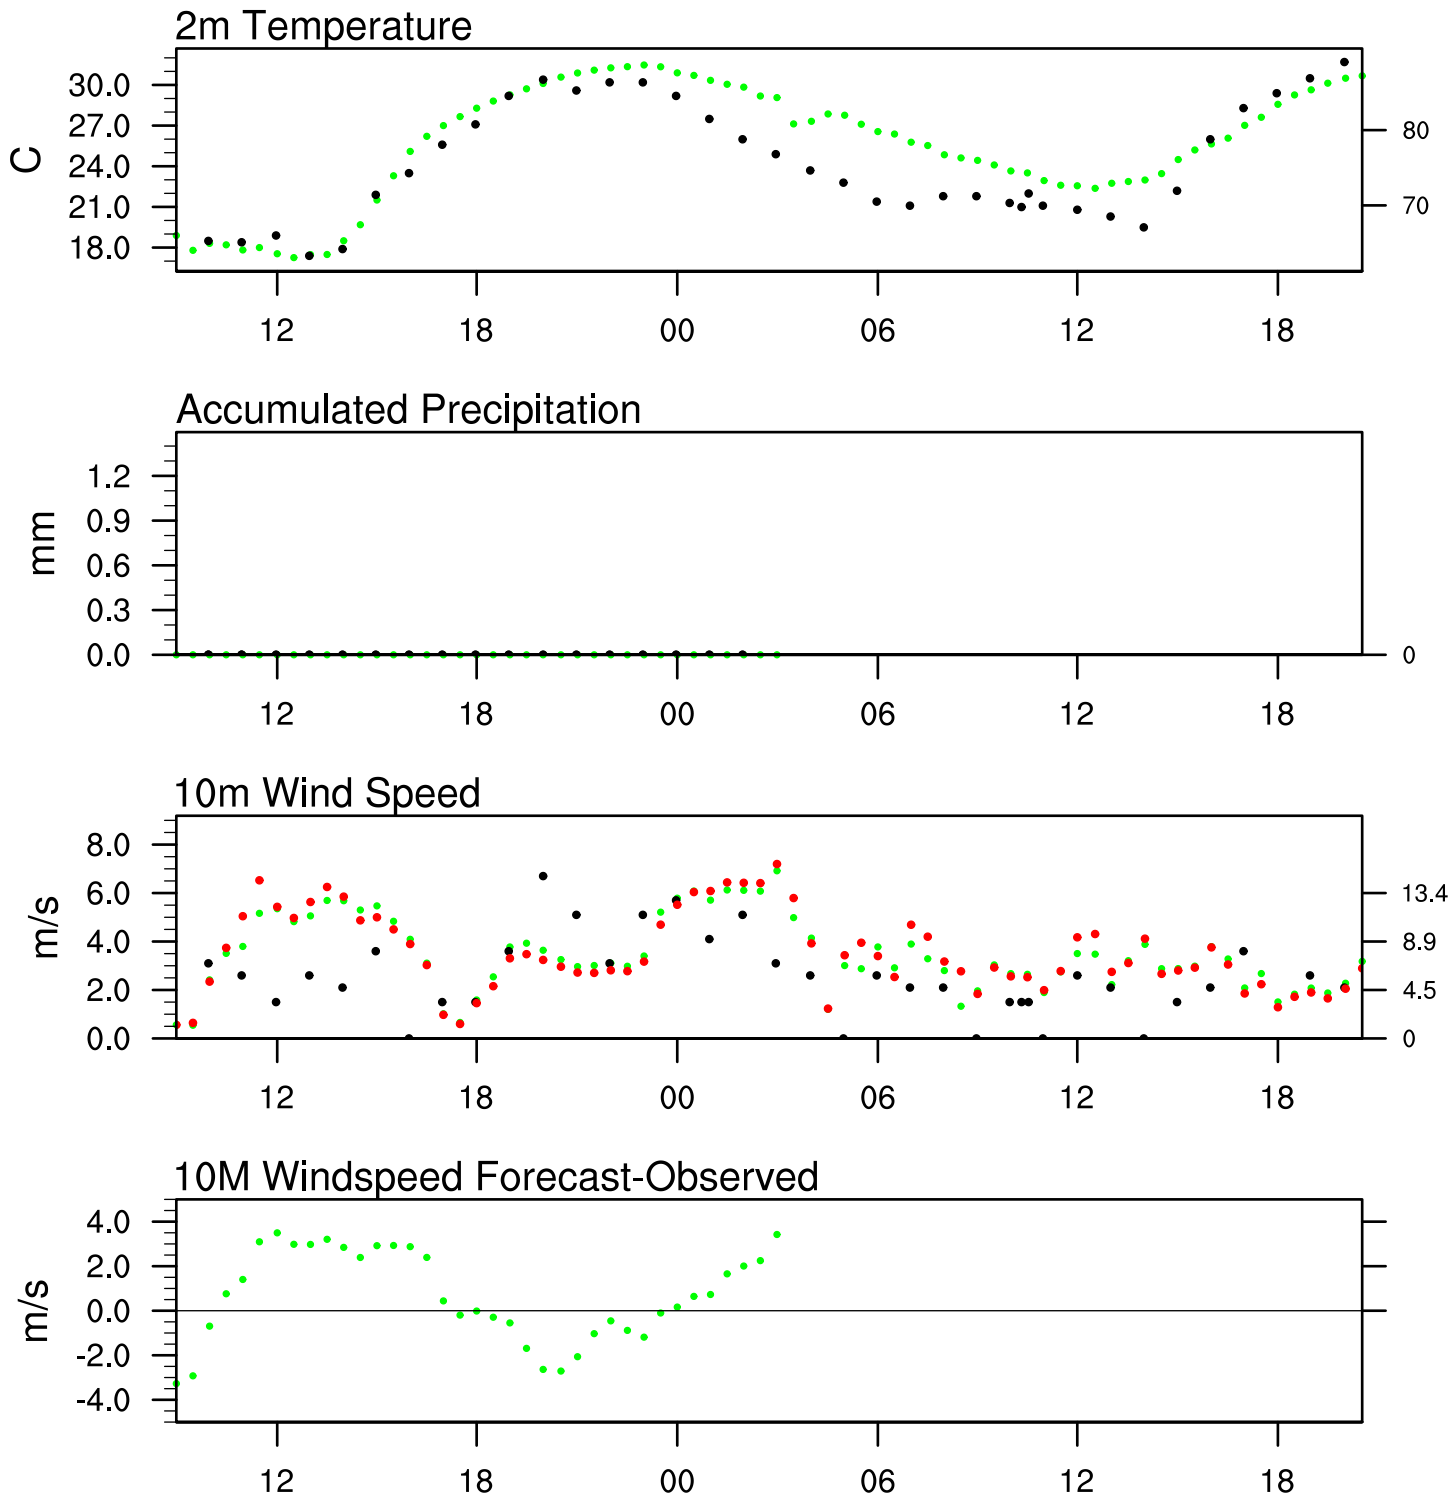 2m Temperature
C
30.0
27.0
24.0
21.0
18.0
80
70
12 18 00 06 12 18
Accumulated Precipitation
mm
1.2
0.9
0.6
0.3
0.0
0
12 18 00 06 12 18
10m Wind Speed
m/s
8.0
6.0
4.0
2.0
0.0
13.4
8.9
4.5
0
12 18 00 06 12 18
10M Windspeed Forecast-Observed
m/s
4.0
2.0
0.0
-2.0
-4.0
12 18 00 06 12 18